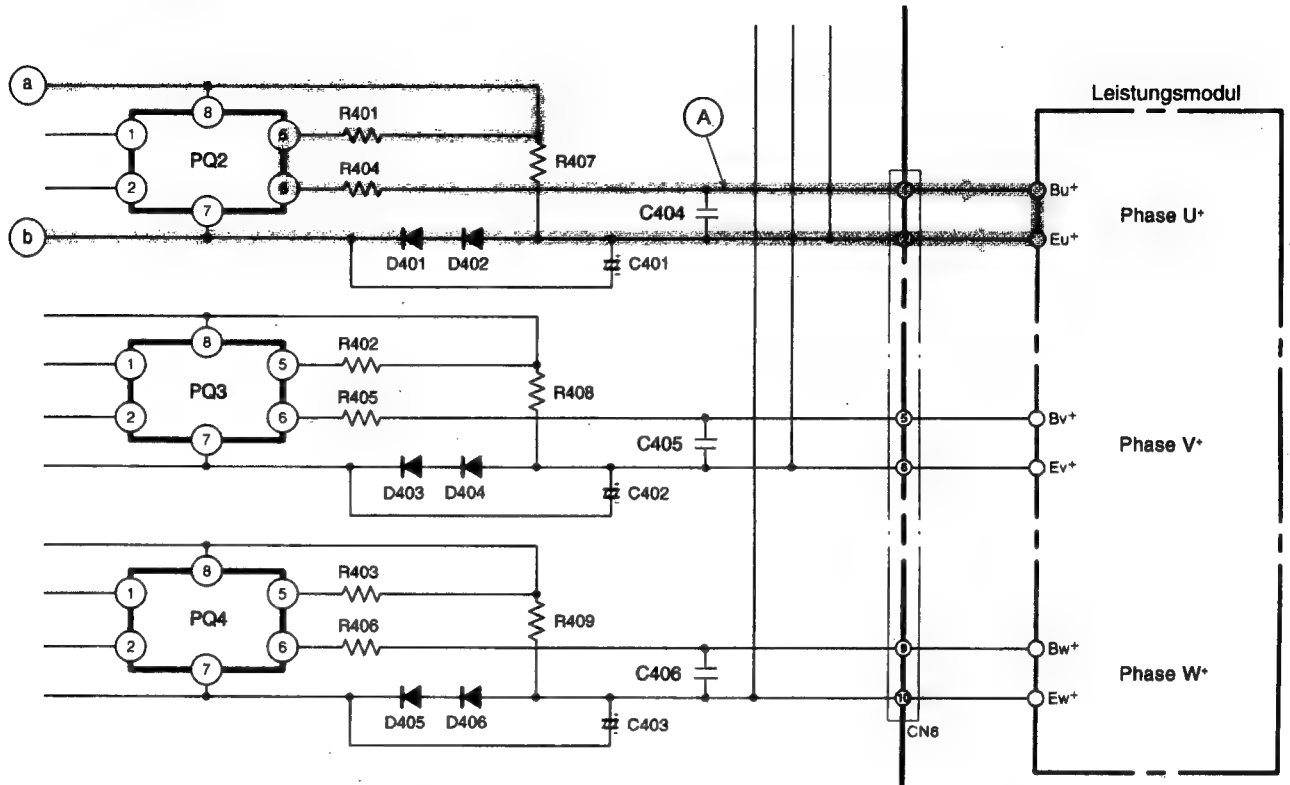 Leistungsmodul
a
8
R401
A
1
5
PQ2
R407
R404
2
7
C404
Bu+
Phase U+
b
Eu+
D401
D402
C401
8
R402
1
5
PQ3
R408
R405
2
6
5
Bv+
7
C405
Phase V+
6
Ev+
D403
D404
C402
8
R403
1
5
PQ4
R409
R406
2
6
9
Bw+
7
C406
Phase W+
10
Ew+
D405
D406
C403
CN6